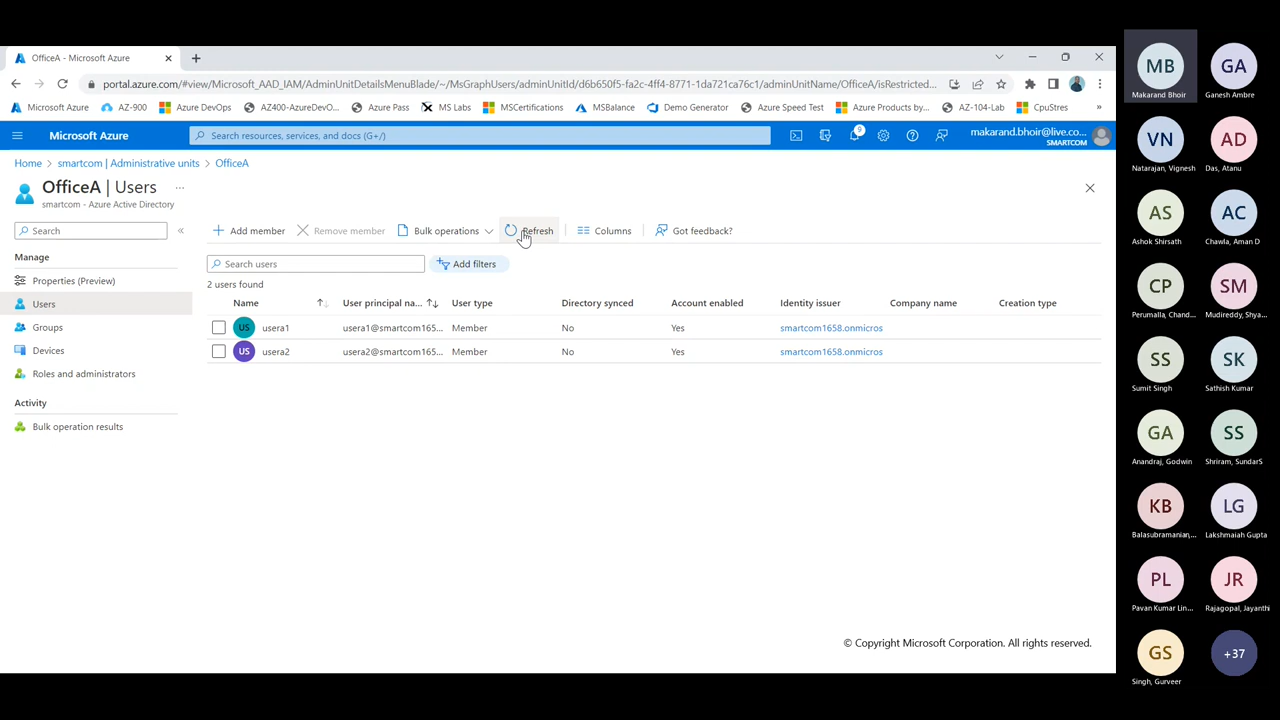 OfficeA - Microsoft Azure
portal.azure.com/#view/Microsoft_AAD_IAM/AdminUnitDetailsMenuBlade/~/MsGraphUsers/adminUnitId/d6b650f5-fa2c-4ff4-8771-1da721ca76c1/adminUnitName/OfficeA/isRestricted...
Microsoft Azure AZ-900 Azure DevOps AZ400-AzureDevO... Azure Pass MS Labs MSCertifications MSBalance Demo Generator Azure Speed Test Azure Products by... AZ-104-Lab CpuStres »
Microsoft Azure
Search resources, services, and docs (G+/)
9
makarand.bhoir@live.co...
SMARTCOM
Home > smartcom | Administrative units > OfficeA
OfficeA | Users ...
smartcom - Azure Active Directory
Search «
Add member Remove member Bulk operations Refresh Columns Got feedback?
Manage
Properties (Preview)
Users
Groups
Devices
Roles and administrators
Activity
Bulk operation results
Search users Add filters
2 users found
Name User principal na... User type Directory synced Account enabled Identity issuer Company name Creation type
US usera1 usera1@smartcom165... Member No Yes smartcom1658.onmicros
US usera2 usera2@smartcom165... Member No Yes smartcom1658.onmicros
© Copyright Microsoft Corporation. All rights reserved.
MB GA
Makarand Bhoir Ganesh Ambre
VN AD
Natarajan, Vignesh Das, Atanu
AS AC
Ashok Shirsath Chawla, Aman D
CP SM
Perumalla, Chand... Mudireddy, Shya...
SS SK
Sumit Singh Sathish Kumar
GA SS
Anandraj, Godwin Shriram, SundarS
KB LG
Balasubramanian,... Lakshmaiah Gupta
PL JR
Pavan Kumar Lin... Rajagopal, Jayanthi
GS +37
Singh, Gurveer